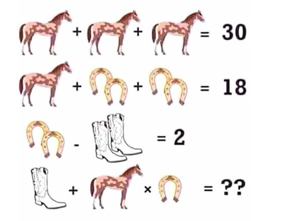 + + = 30
+ + = 18
- = 2
+ × = ??